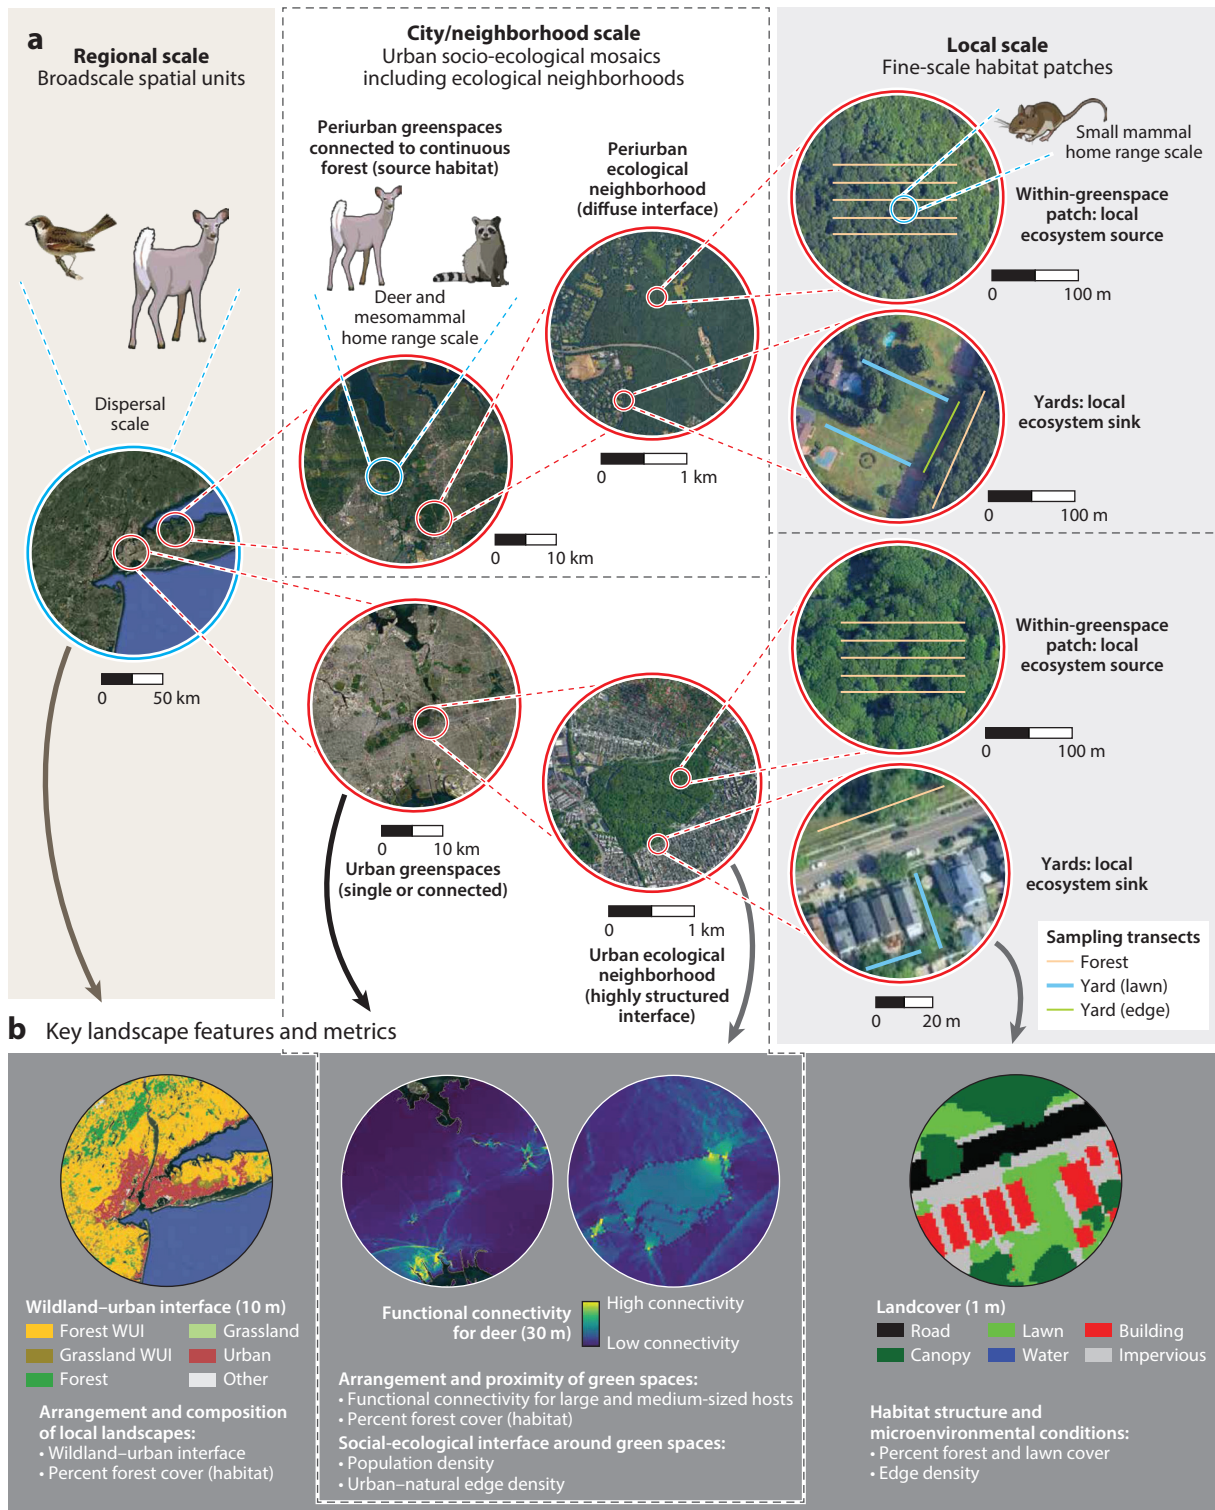 a
Regional scale
Broadscale spatial units
City/neighborhood scale
Urban socio-ecological mosaics
including ecological neighborhoods
Local scale
Fine-scale habitat patches
Periurban greenspaces
connected to continuous
forest (source habitat)
Deer and
mesomammal
home range scale
Periurban
ecological
neighborhood
(diffuse interface)
Small mammal
home range scale
Within-greenspace
patch: local
ecosystem source
0 100 m
Dispersal
scale
0 1 km
Yards: local
ecosystem sink
0 100 m
0 10 km
0 50 km
Within-greenspace
patch: local
ecosystem source
0 100 m
0 10 km
Urban greenspaces
(single or connected)
0 1 km
Urban ecological
neighborhood
(highly structured
interface)
Yards: local
ecosystem sink
0 20 m
Sampling transects
Forest
Yard (lawn)
Yard (edge)
b Key landscape features and metrics
Wildland–urban interface (10 m)
Forest WUI
Grassland
Grassland WUI
Urban
Forest
Other
Arrangement and composition
of local landscapes:
• Wildland–urban interface
• Percent forest cover (habitat)
Functional connectivity
for deer (30 m)
High connectivity
Low connectivity
Arrangement and proximity of green spaces:
• Functional connectivity for large and medium-sized hosts
• Percent forest cover (habitat)
Social-ecological interface around green spaces:
• Population density
• Urban–natural edge density
Landcover (1 m)
Road
Lawn
Building
Canopy
Water
Impervious
Habitat structure and
microenvironmental conditions:
• Percent forest and lawn cover
• Edge density